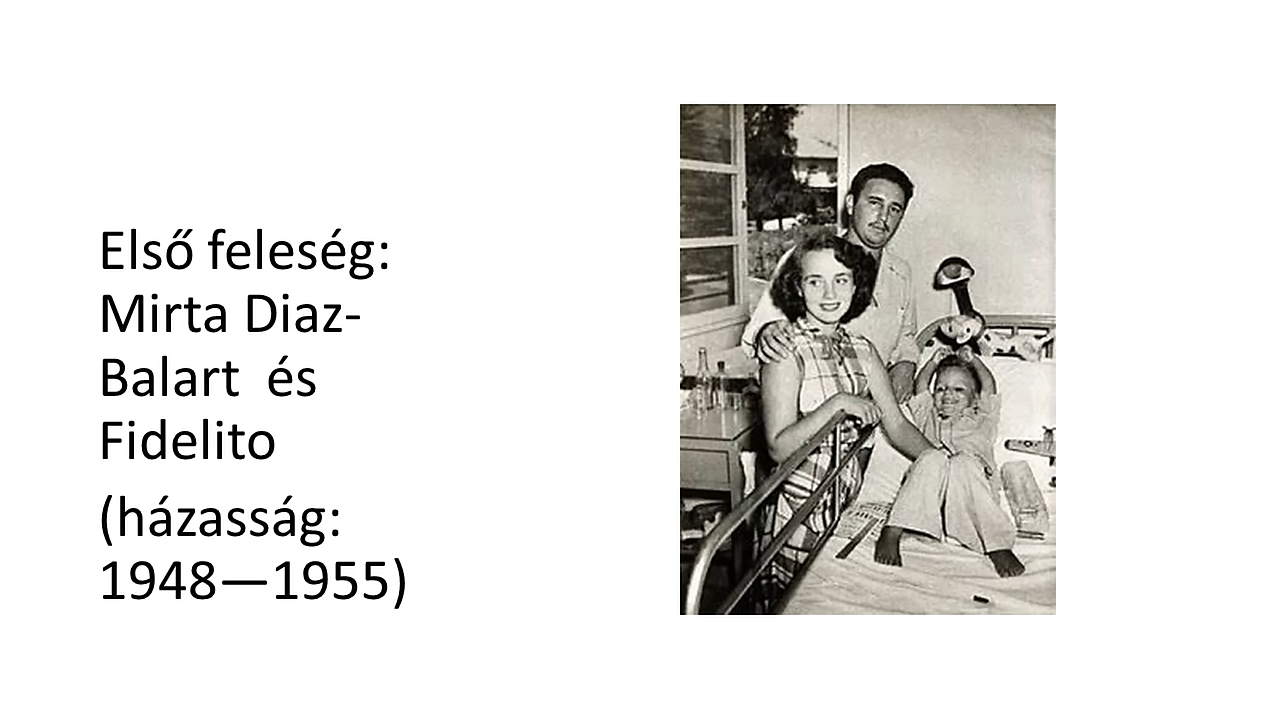 Első feleség:
Mirta Diaz-
Balart  és
Fidelito
(házasság:
1948—1955)